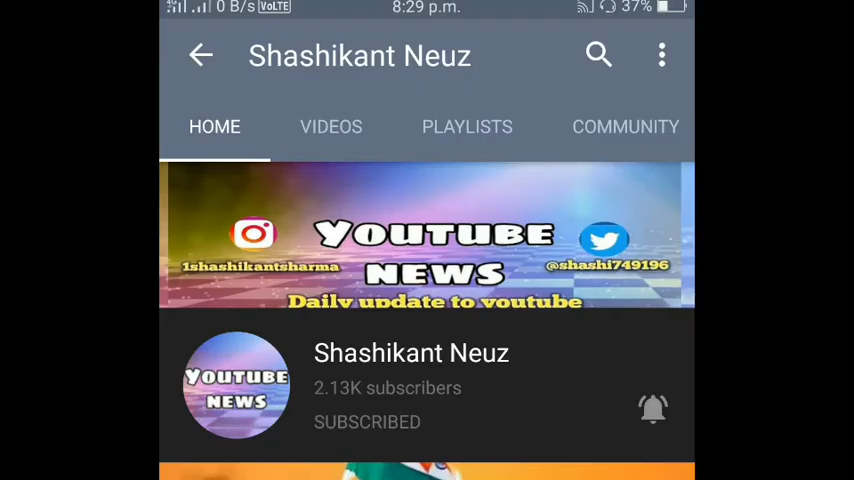 0 B/s VoLTE 8:29 p.m. 37%
Shashikant Neuz
HOME VIDEOS PLAYLISTS COMMUNITY
YOUTUBE
NEWS
1shashikantsharma @shashi749196
Daily update to youtube
Shashikant Neuz
2.13K subscribers
SUBSCRIBED
YOUTUBE
NEWS